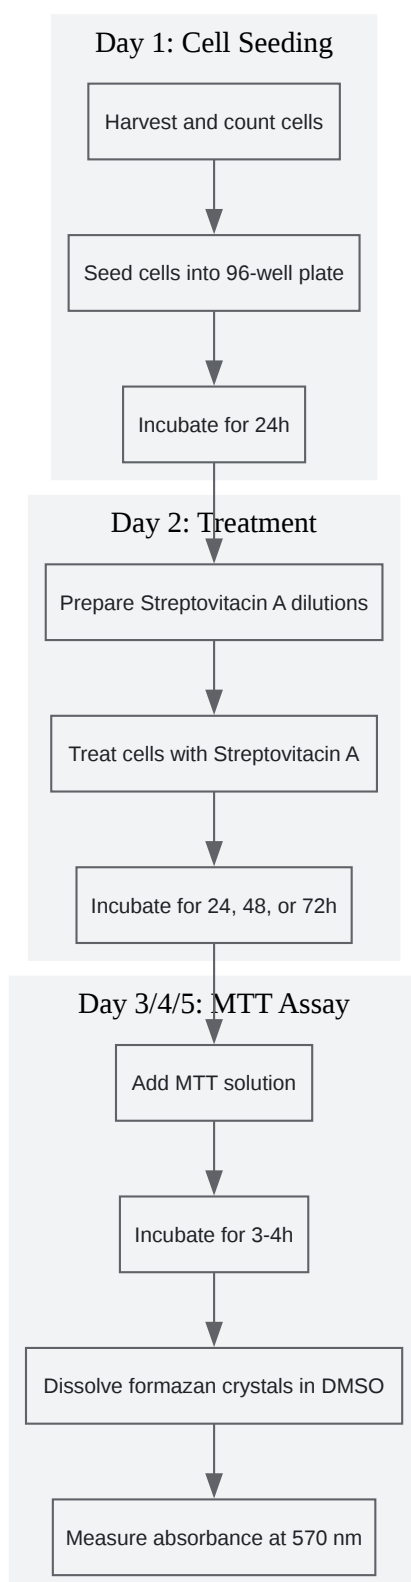 Day 1: Cell Seeding
Harvest and count cells
Seed cells into 96-well plate
Incubate for 24h
Day 2: Treatment
Prepare Streptovitacin A dilutions
Treat cells with Streptovitacin A
Incubate for 24, 48, or 72h
Day 3/4/5: MTT Assay
Add MTT solution
Incubate for 3-4h
Dissolve formazan crystals in DMSO
Measure absorbance at 570 nm